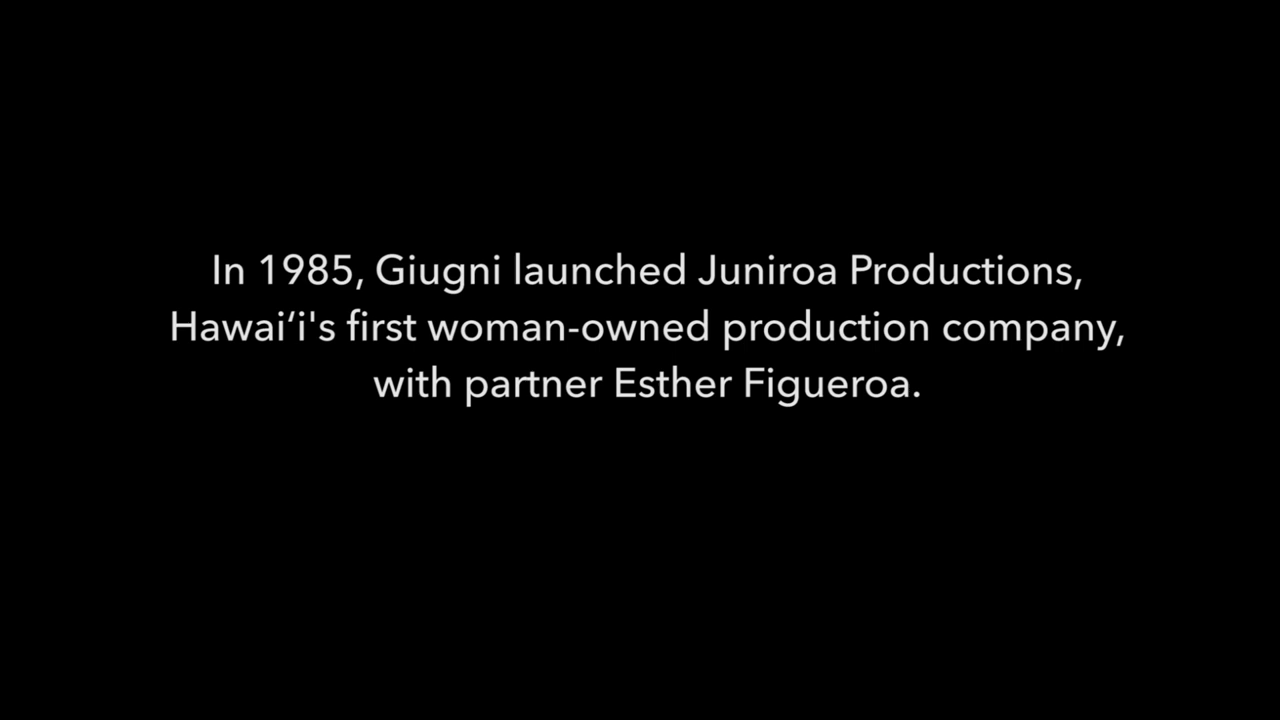 In 1985, Giugni launched Juniroa Productions,
Hawai‘i's first woman-owned production company,
with partner Esther Figueroa.